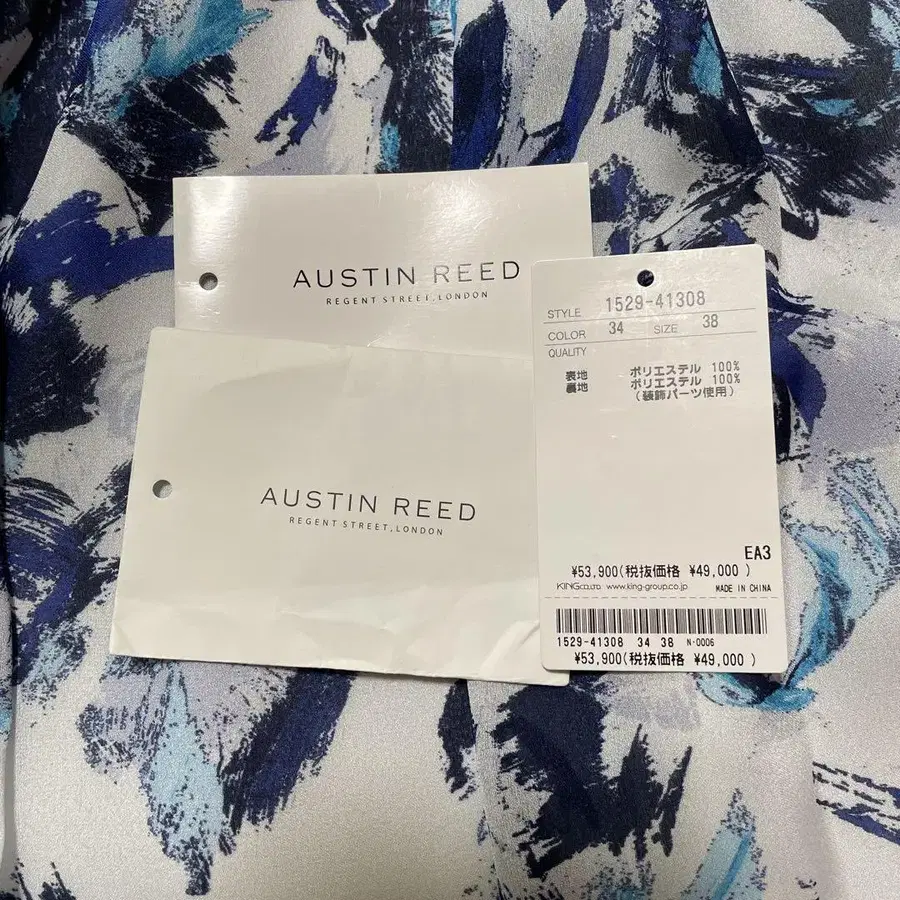 AUSTIN REED
REGENT STREET, LONDON
AUSTIN REED
REGENT STREET, LONDON
STYLE 1529-41308
COLOR 34 SIZE 38
QUALITY
表地 ポリエステル 100%
裏地 ポリエステル 100%
(装飾パーツ使用)
EA3
¥53,900(税抜価格 ¥49,000 )
KING CO.,LTD www.king-group.co.jp MADE IN CHINA
1529-41308 34 38 N-0006
¥53,900(税抜価格 ¥49,000 )